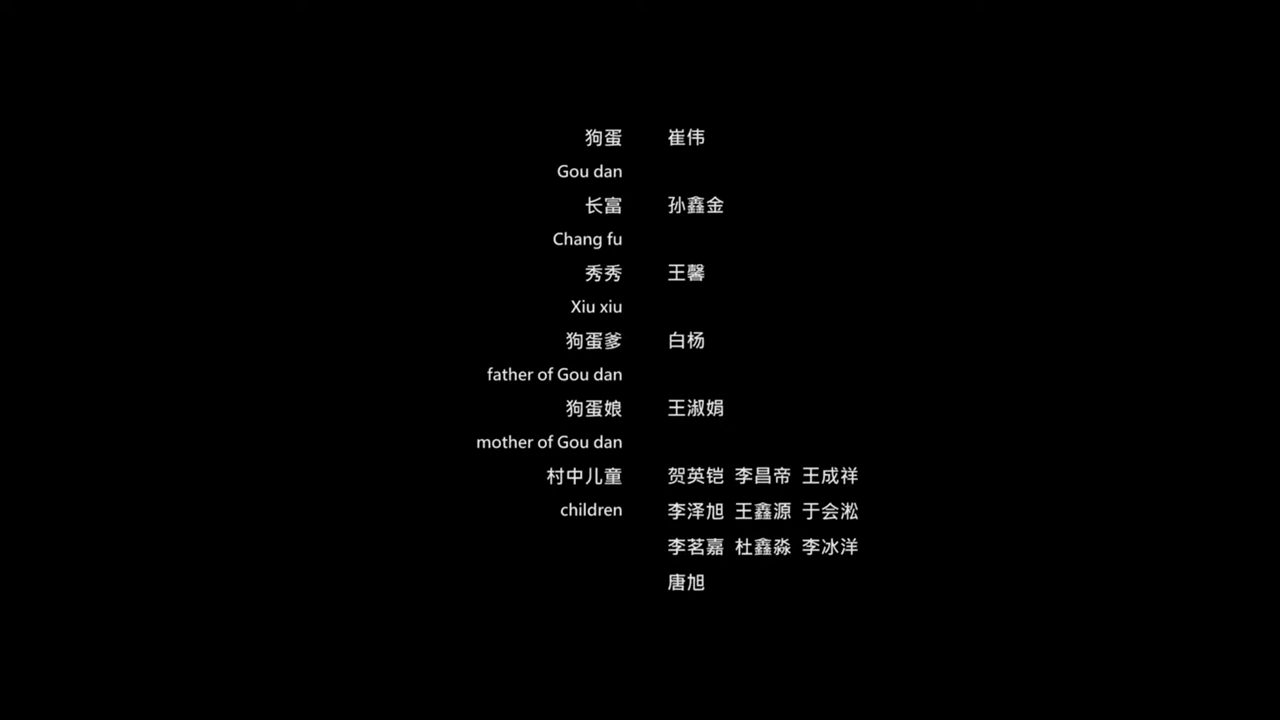 狗蛋 崔伟
Gou dan
长富 孙鑫金
Chang fu
秀秀 王馨
Xiu xiu
狗蛋爹 白杨
father of Gou dan
狗蛋娘 王淑娟
mother of Gou dan
村中儿童 贺英铠 李昌帝 王成祥
children 李泽旭 王鑫源 于会淞
李茗嘉 杜鑫淼 李冰洋
唐旭